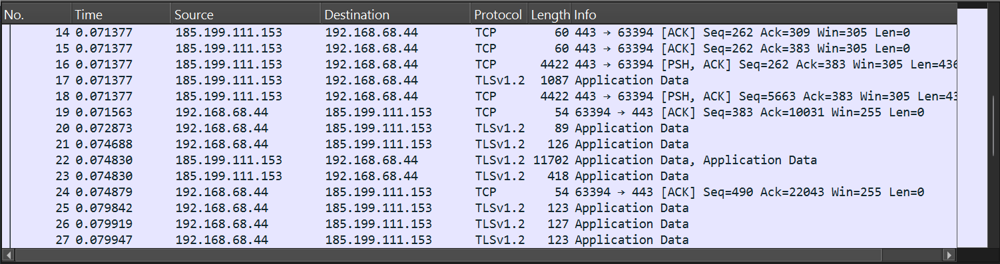 No. Time Source Destination Protocol Length Info
14 0.071377 185.199.111.153 192.168.68.44 TCP 60 443 → 63394 [ACK] Seq=262 Ack=309 Win=305 Len=0
15 0.071377 185.199.111.153 192.168.68.44 TCP 60 443 → 63394 [ACK] Seq=262 Ack=383 Win=305 Len=0
16 0.071377 185.199.111.153 192.168.68.44 TCP 4422 443 → 63394 [PSH, ACK] Seq=262 Ack=383 Win=305 Len=436
17 0.071377 185.199.111.153 192.168.68.44 TLSv1.2 1087 Application Data
18 0.071377 185.199.111.153 192.168.68.44 TCP 4422 443 → 63394 [PSH, ACK] Seq=5663 Ack=383 Win=305 Len=43
19 0.071563 192.168.68.44 185.199.111.153 TCP 54 63394 → 443 [ACK] Seq=383 Ack=10031 Win=255 Len=0
20 0.072873 192.168.68.44 185.199.111.153 TLSv1.2 89 Application Data
21 0.074688 192.168.68.44 185.199.111.153 TLSv1.2 126 Application Data
22 0.074830 185.199.111.153 192.168.68.44 TLSv1.2 11702 Application Data, Application Data
23 0.074830 185.199.111.153 192.168.68.44 TLSv1.2 418 Application Data
24 0.074879 192.168.68.44 185.199.111.153 TCP 54 63394 → 443 [ACK] Seq=490 Ack=22043 Win=255 Len=0
25 0.079842 192.168.68.44 185.199.111.153 TLSv1.2 123 Application Data
26 0.079919 192.168.68.44 185.199.111.153 TLSv1.2 127 Application Data
27 0.079947 192.168.68.44 185.199.111.153 TLSv1.2 123 Application Data